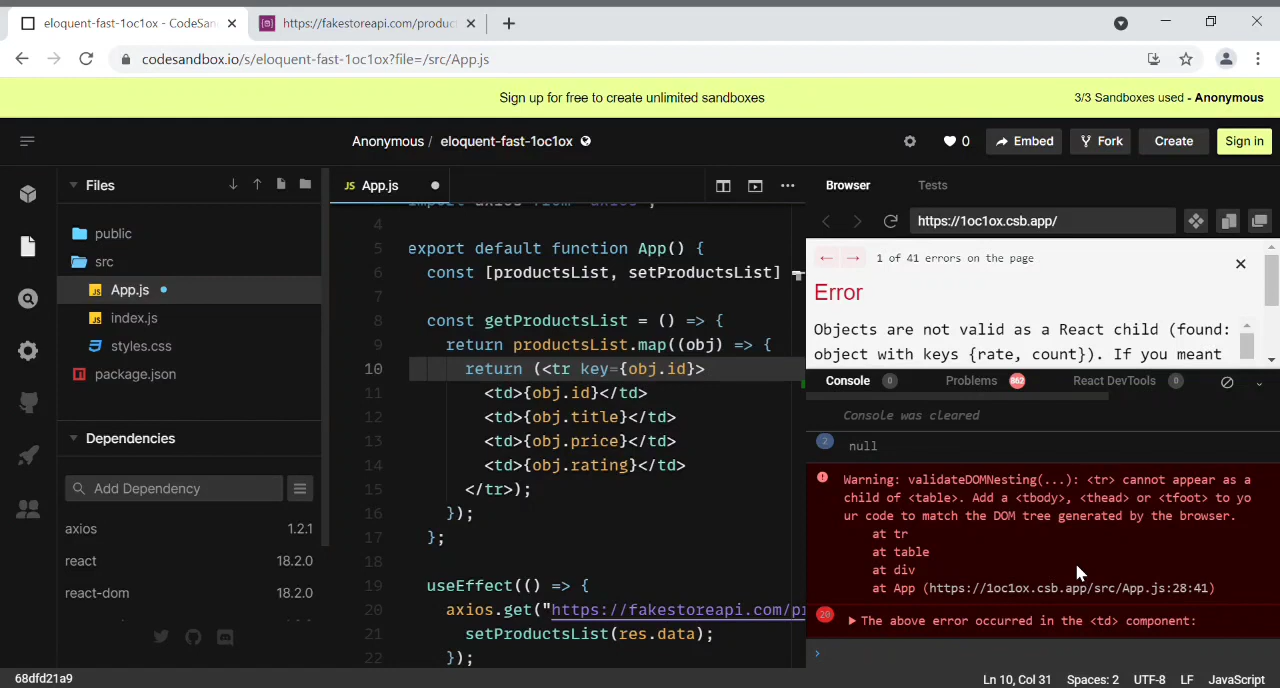 eloquent-fast-1oc1ox - CodeSan
https://fakestoreapi.com/produc
codesandbox.io/s/eloquent-fast-1oc1ox?file=/src/App.js
Sign up for free to create unlimited sandboxes
3/3 Sandboxes used - Anonymous
Anonymous / eloquent-fast-1oc1ox
0
Embed
Fork
Create
Sign in
Files
public
src
JS App.js
JS index.js
styles.css
package.json
Dependencies
Add Dependency
axios 1.2.1
react 18.2.0
react-dom 18.2.0
JS App.js
4
5 export default function App() {
6 const [productsList, setProductsList]
7
8 const getProductsList = () => {
9 return productsList.map((obj) => {
10 return (<tr key={obj.id}>
11 <td>{obj.id}</td>
12 <td>{obj.title}</td>
13 <td>{obj.price}</td>
14 <td>{obj.rating}</td>
15 </tr>);
16 });
17 };
18
19 useEffect(() => {
20 axios.get("https://fakestoreapi.com/pr
21 setProductsList(res.data);
22 });
Browser Tests
https://1oc1ox.csb.app/
← → 1 of 41 errors on the page
Error
Objects are not valid as a React child (found:
object with keys {rate, count}). If you meant
Console 0 Problems 862 React DevTools 0
Console was cleared
2 null
Warning: validateDOMNesting(...): <tr> cannot appear as a
child of <table>. Add a <tbody>, <thead> or <tfoot> to yo
ur code to match the DOM tree generated by the browser.
at tr
at table
at div
at App (https://1oc1ox.csb.app/src/App.js:28:41)
20 The above error occurred in the <td> component:
68dfd21a9
Ln 10, Col 31 Spaces: 2 UTF-8 LF JavaScript